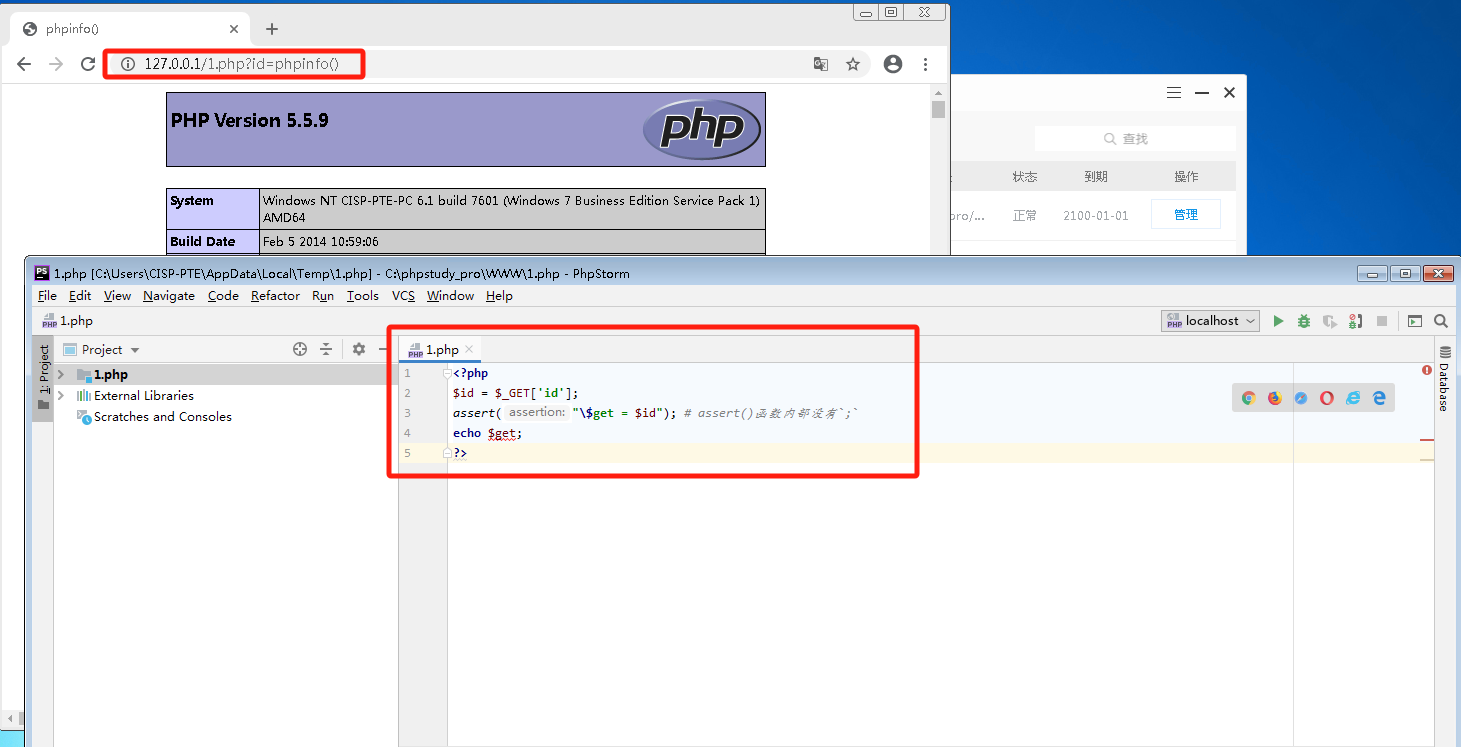 phpinfo()
127.0.0.1/1.php?id=phpinfo()
PHP Version 5.5.9
php
System
Windows NT CISP-PTE-PC 6.1 build 7601 (Windows 7 Business Edition Service Pack 1)
AMD64
Build Date
Feb 5 2014 10:59:06
查找
状态 到期 操作
pro/... 正常 2100-01-01 管理
PS 1.php [C:\Users\CISP-PTE\AppData\Local\Temp\1.php] - C:\phpstudy_pro\WWW\1.php - PhpStorm
File Edit View Navigate Code Refactor Run Tools VCS Window Help
PHP 1.php
PHP localhost
1: Project
Project
1.php
External Libraries
Scratches and Consoles
PHP 1.php
1 <?php
2 $id = $_GET['id'];
3 assert( assertion: "\$get = $id"); # assert()函数内部没有`;`
4 echo $get;
5 ?>
Database